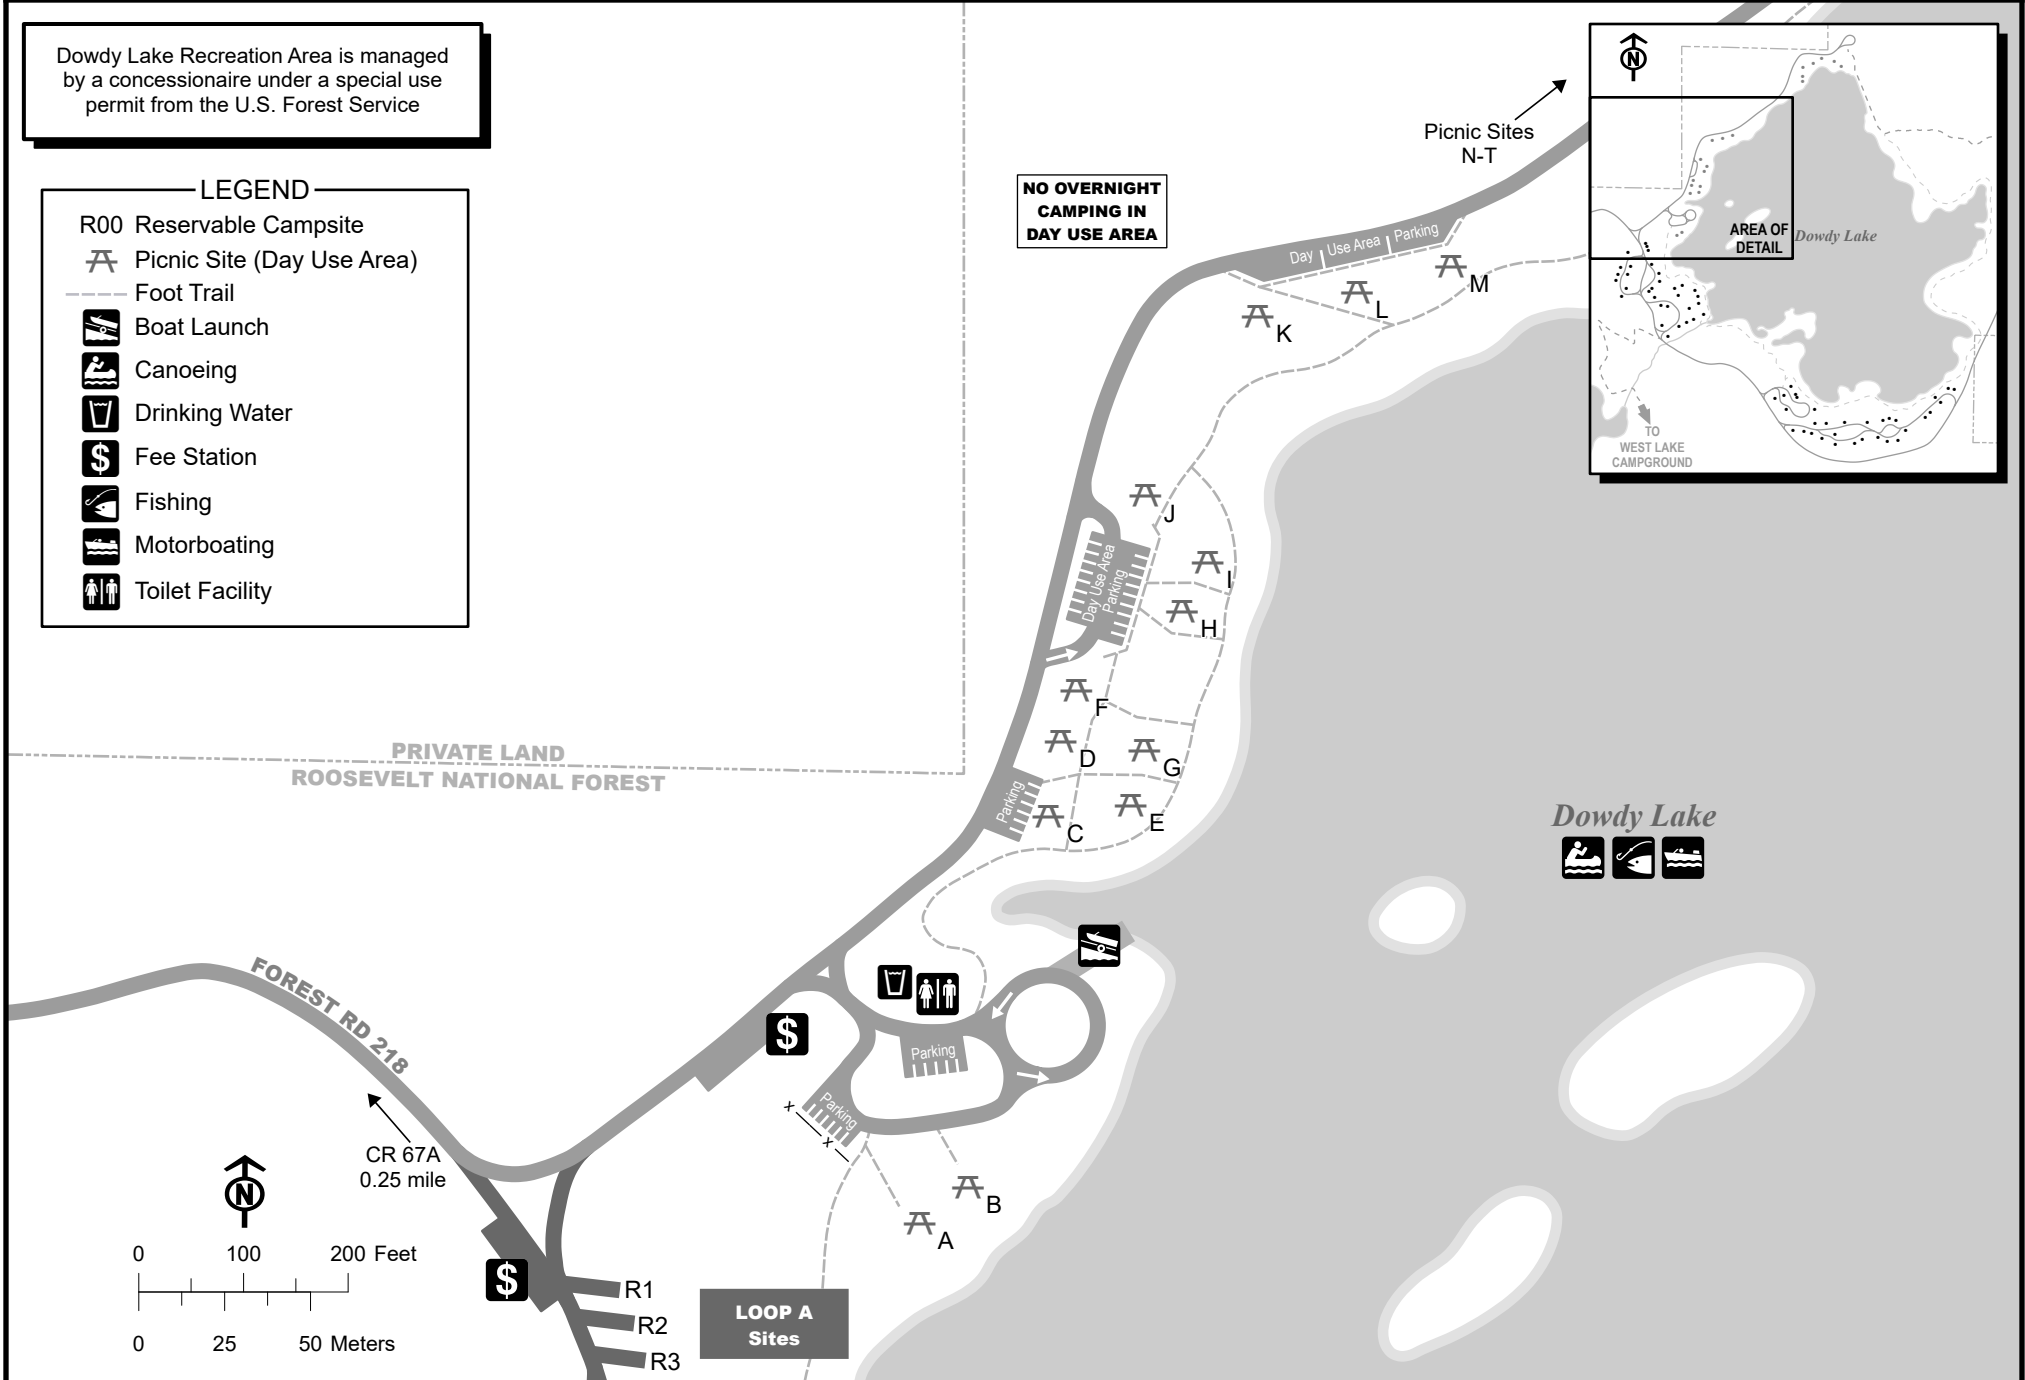 Dowdy Lake Recreation Area is managed
by a concessionaire under a special use
permit from the U.S. Forest Service
LEGEND
R00 Reservable Campsite
Picnic Site (Day Use Area)
Foot Trail
Boat Launch
Canoeing
Drinking Water
$ Fee Station
Fishing
Motorboating
Toilet Facility
NO OVERNIGHT
CAMPING IN
DAY USE AREA
Picnic Sites
N-T
N
AREA OF
DETAIL
Dowdy Lake
TO
WEST LAKE
CAMPGROUND
Day Use Area Parking
M
L
K
J
Day Use Area
Parking
I
H
F
D
G
Parking
C
E
PRIVATE LAND
ROOSEVELT NATIONAL FOREST
Dowdy Lake
FOREST RD 218
$
Parking
Parking
x
x
CR 67A
0.25 mile
B
A
N
0 100 200 Feet
0 25 50 Meters
$
R1
R2
R3
LOOP A
Sites